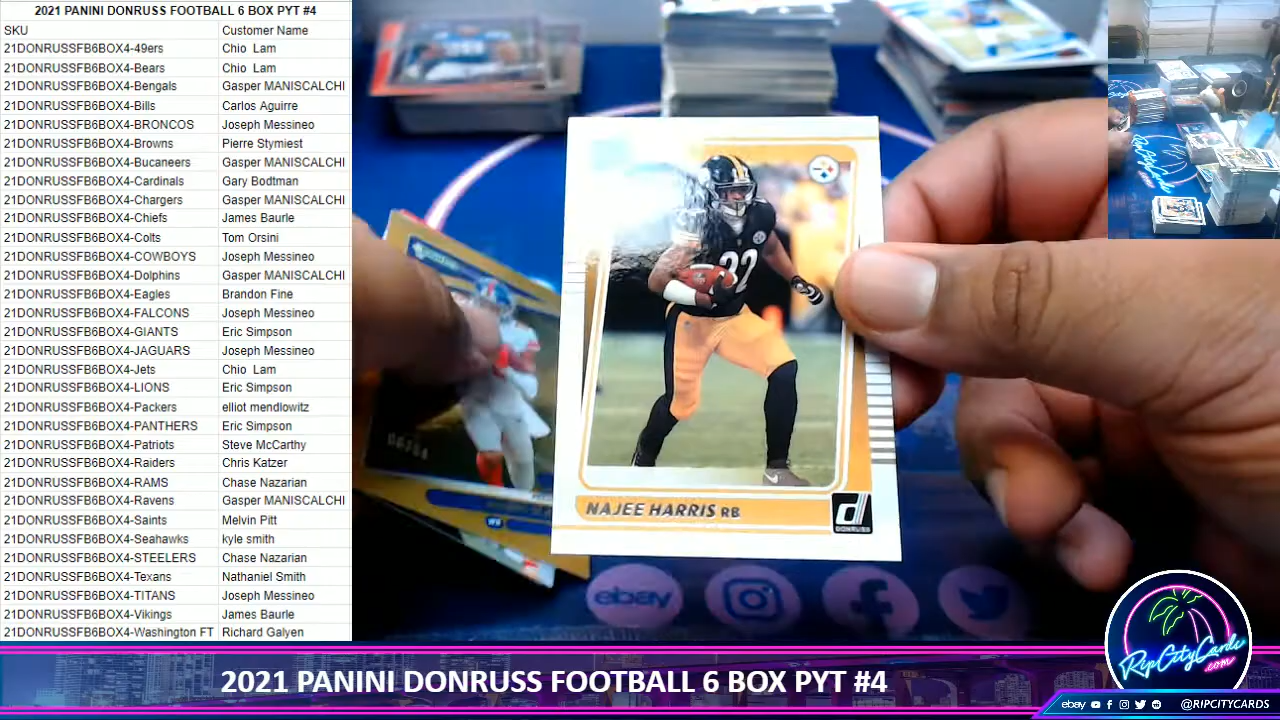 2021 PANINI DONRUSS FOOTBALL 6 BOX PYT #4
SKU Customer Name
21DONRUSSFB6BOX4-49ers Chio Lam
21DONRUSSFB6BOX4-Bears Chio Lam
21DONRUSSFB6BOX4-Bengals Gasper MANISCALCHI
21DONRUSSFB6BOX4-Bills Carlos Aguirre
21DONRUSSFB6BOX4-BRONCOS Joseph Messineo
21DONRUSSFB6BOX4-Browns Pierre Stymiest
21DONRUSSFB6BOX4-Bucaneers Gasper MANISCALCHI
21DONRUSSFB6BOX4-Cardinals Gary Bodtman
21DONRUSSFB6BOX4-Chargers Gasper MANISCALCHI
21DONRUSSFB6BOX4-Chiefs James Baurle
21DONRUSSFB6BOX4-Colts Tom Orsini
21DONRUSSFB6BOX4-COWBOYS Joseph Messineo
21DONRUSSFB6BOX4-Dolphins Gasper MANISCALCHI
21DONRUSSFB6BOX4-Eagles Brandon Fine
21DONRUSSFB6BOX4-FALCONS Joseph Messineo
21DONRUSSFB6BOX4-GIANTS Eric Simpson
21DONRUSSFB6BOX4-JAGUARS Joseph Messineo
21DONRUSSFB6BOX4-Jets Chio Lam
21DONRUSSFB6BOX4-LIONS Eric Simpson
21DONRUSSFB6BOX4-Packers elliot mendlowitz
21DONRUSSFB6BOX4-PANTHERS Eric Simpson
21DONRUSSFB6BOX4-Patriots Steve McCarthy
21DONRUSSFB6BOX4-Raiders Chris Katzer
21DONRUSSFB6BOX4-RAMS Chase Nazarian
21DONRUSSFB6BOX4-Ravens Gasper MANISCALCHI
21DONRUSSFB6BOX4-Saints Melvin Pitt
21DONRUSSFB6BOX4-Seahawks kyle smith
21DONRUSSFB6BOX4-STEELERS Chase Nazarian
21DONRUSSFB6BOX4-Texans Nathaniel Smith
21DONRUSSFB6BOX4-TITANS Joseph Messineo
21DONRUSSFB6BOX4-Vikings James Baurle
21DONRUSSFB6BOX4-Washington FT Richard Galyen
32
NAJEE HARRIS RB
d
DONRUSS
ebay
RipCityCards
.com
2021 PANINI DONRUSS FOOTBALL 6 BOX PYT #4
ebay @RIPCITYCARDS